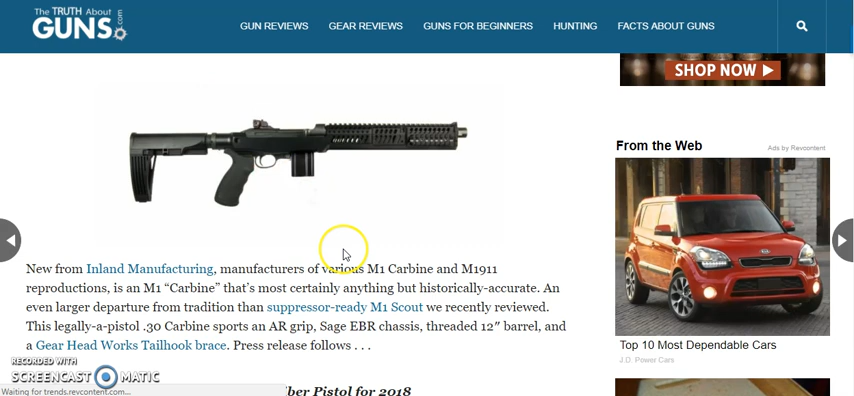 The TRUTH About
GUNS.com
GUN REVIEWS GEAR REVIEWS GUNS FOR BEGINNERS HUNTING FACTS ABOUT GUNS
SHOP NOW
From the Web
Ads by Revcontent
New from Inland Manufacturing, manufacturers of various M1 Carbine and M1911
reproductions, is an M1 “Carbine” that’s most certainly anything but historically-accurate. An
even larger departure from tradition than suppressor-ready M1 Scout we recently reviewed.
This legally-a-pistol .30 Carbine sports an AR grip, Sage EBR chassis, threaded 12″ barrel, and
a Gear Head Works Tailhook brace. Press release follows . . .
Top 10 Most Dependable Cars
J.D. Power Cars
RECORDED WITH
SCREENCAST MATIC
Waiting for trends.revcontent.com...
Pistol for 2018